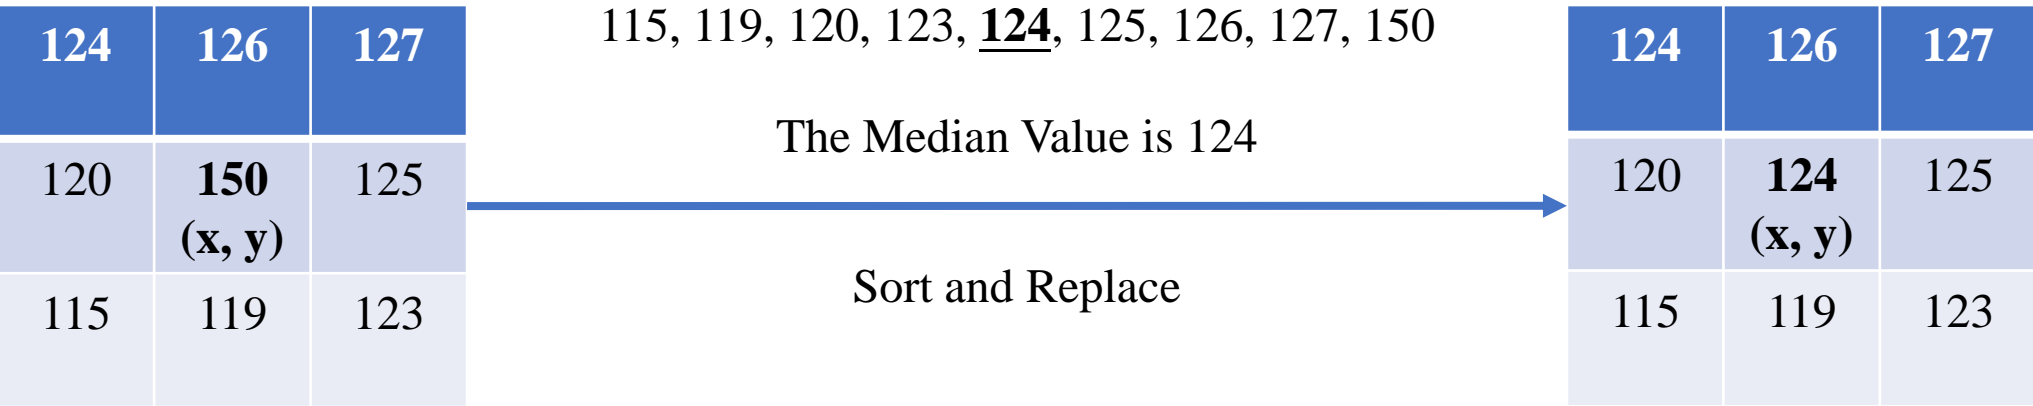 124 126 127
120 150 125
(x, y)
115 119 123
115, 119, 120, 123, 124, 125, 126, 127, 150
The Median Value is 124
Sort and Replace
124 126 127
120 124 125
(x, y)
115 119 123